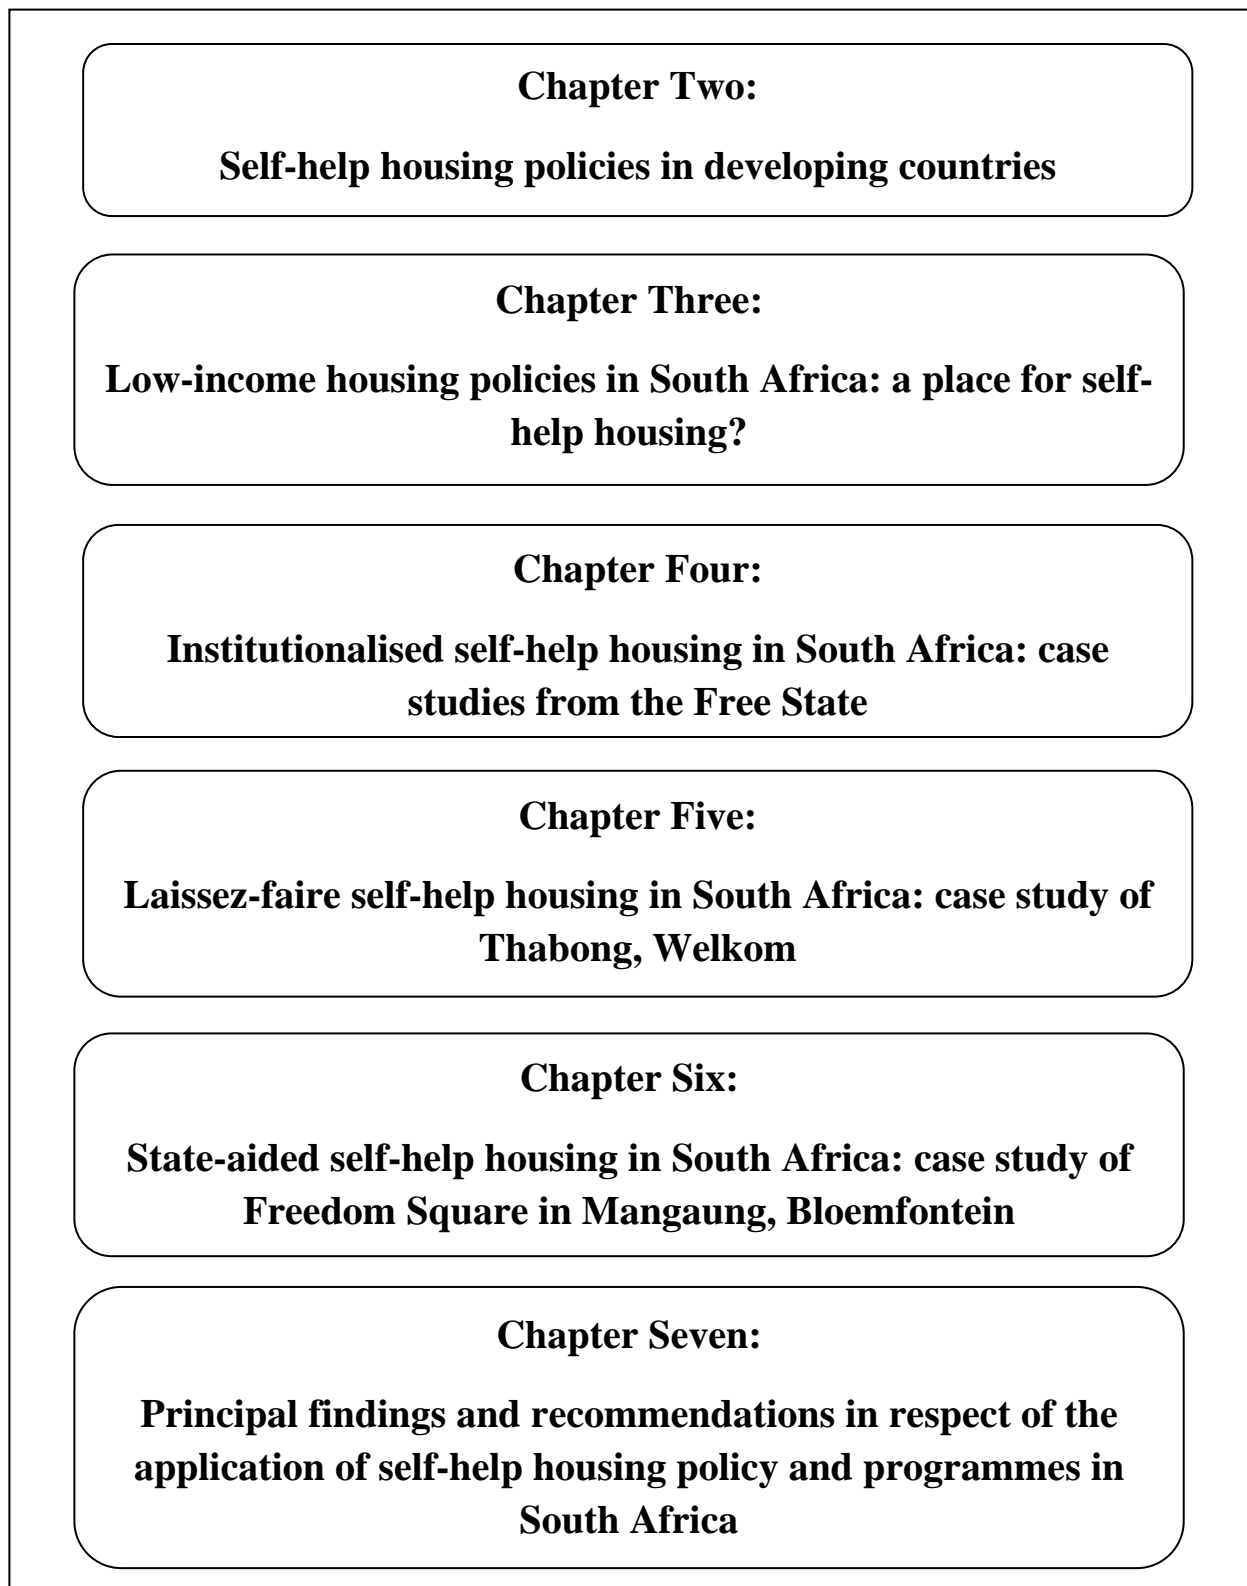 Chapter Two:
Self-help housing policies in developing countries
Chapter Three:
Low-income housing policies in South Africa: a place for self-
help housing?
Chapter Four:
Institutionalised self-help housing in South Africa: case
studies from the Free State
Chapter Five:
Laissez-faire self-help housing in South Africa: case study of
Thabong, Welkom
Chapter Six:
State-aided self-help housing in South Africa: case study of
Freedom Square in Mangaung, Bloemfontein
Chapter Seven:
Principal findings and recommendations in respect of the
application of self-help housing policy and programmes in
South Africa